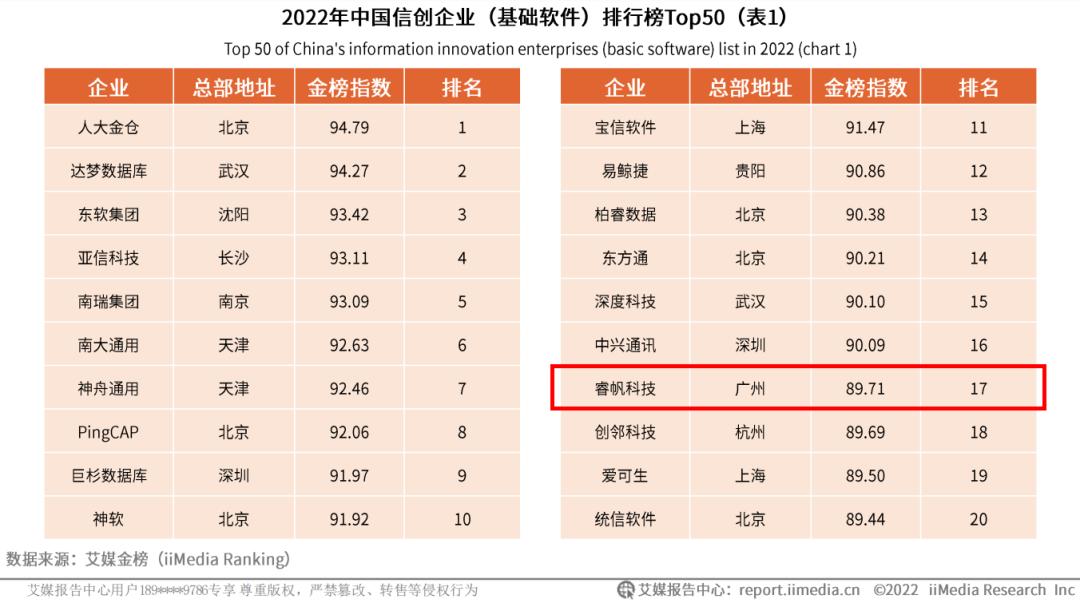 2022年中国信创企业（基础软件）排行榜Top50（表1）
Top 50 of China's information innovation enterprises (basic software) list in 2022 (chart 1)
企业 总部地址 金榜指数 排名
人大金仓 北京 94.79 1
达梦数据库 武汉 94.27 2
东软集团 沈阳 93.42 3
亚信科技 长沙 93.11 4
南瑞集团 南京 93.09 5
南大通用 天津 92.63 6
神舟通用 天津 92.46 7
PingCAP 北京 92.06 8
巨杉数据库 深圳 91.97 9
神软 北京 91.92 10
企业 总部地址 金榜指数 排名
宝信软件 上海 91.47 11
易鲸捷 贵阳 90.86 12
柏睿数据 北京 90.38 13
东方通 北京 90.21 14
深度科技 武汉 90.10 15
中兴通讯 深圳 90.09 16
睿帆科技 广州 89.71 17
创邻科技 杭州 89.69 18
爱可生 上海 89.50 19
统信软件 北京 89.44 20
数据来源：艾媒金榜（iiMedia Ranking）
艾媒报告中心用户189****9786专享 尊重版权，严禁篡改、转售等侵权行为
艾媒报告中心：report.iimedia.cn ©2022 iiMedia Research Inc